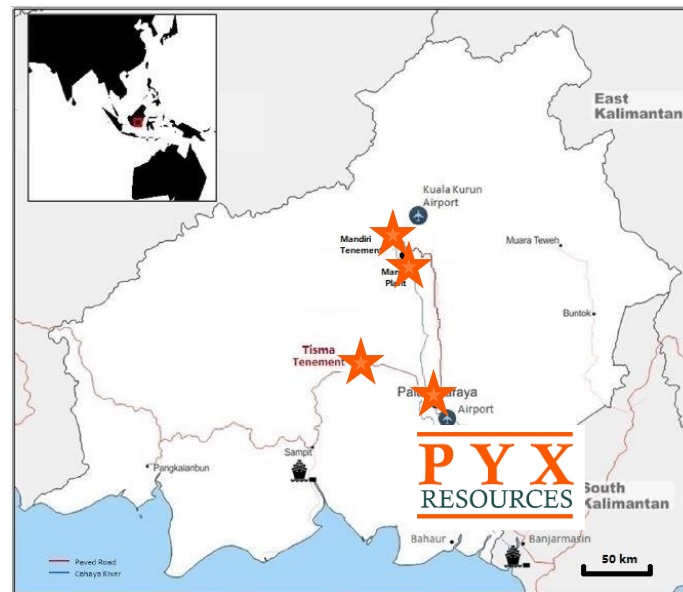 East
Kalimantan
Kuala Kurun
Airport
Mandiri
Tenement
Muara Teweh
Plant
Buntok
Tisma
Tenement
Airport
PYX
RESOURCES
Sampit
Pangkalanbun
South
Kalimantan
Bahaur
Banjarmasin
Paved Road
Cahaya River
50 km